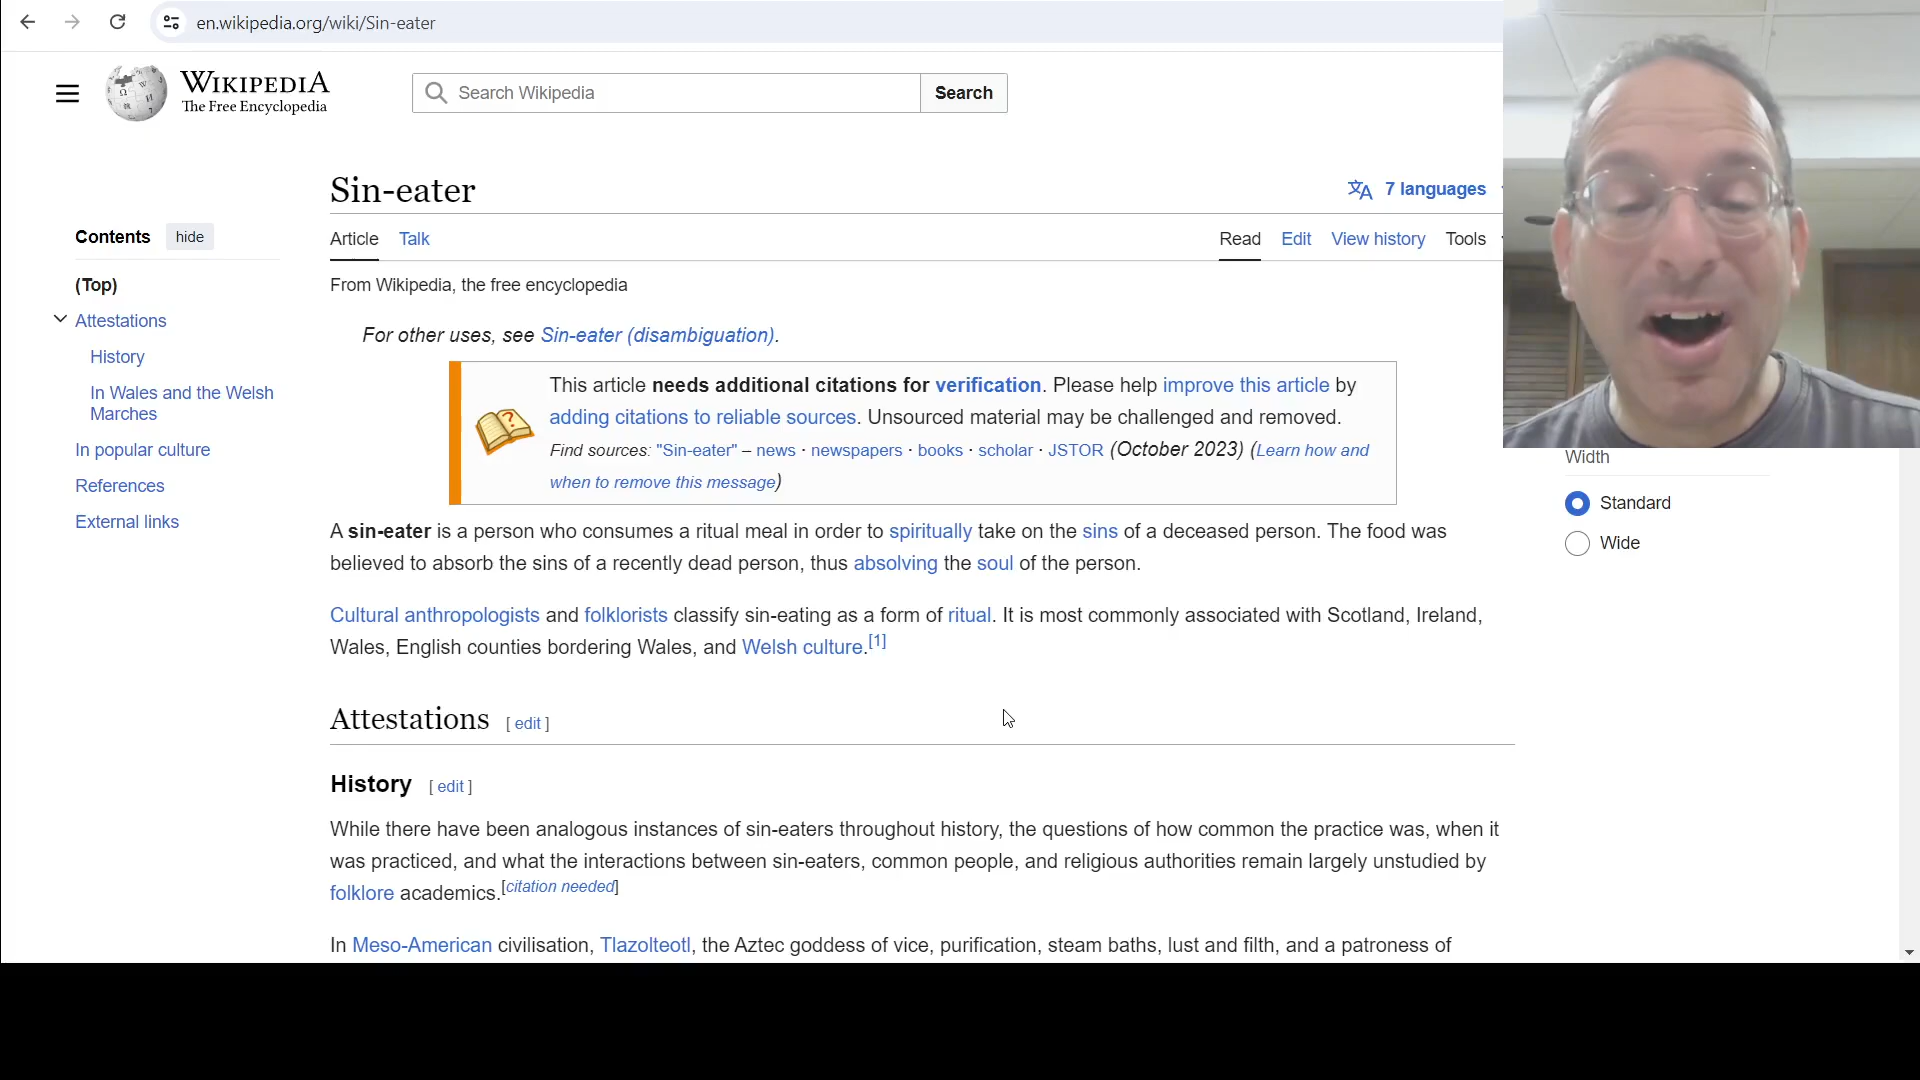 en.wikipedia.org/wiki/Sin-eater
WIKIPEDIA
The Free Encyclopedia
Search Wikipedia
Search
Sin-eater
7 languages
Contents hide
Article Talk
Read Edit View history Tools
(Top)
From Wikipedia, the free encyclopedia
Attestations
History
In Wales and the Welsh
Marches
In popular culture
References
External links
For other uses, see Sin-eater (disambiguation).
This article needs additional citations for verification. Please help improve this article by
adding citations to reliable sources. Unsourced material may be challenged and removed.
Find sources: "Sin-eater" – news · newspapers · books · scholar · JSTOR (October 2023) (Learn how and
when to remove this message)
Width
Standard
Wide
A sin-eater is a person who consumes a ritual meal in order to spiritually take on the sins of a deceased person. The food was
believed to absorb the sins of a recently dead person, thus absolving the soul of the person.
Cultural anthropologists and folklorists classify sin-eating as a form of ritual. It is most commonly associated with Scotland, Ireland,
Wales, English counties bordering Wales, and Welsh culture.[1]
Attestations [ edit ]
History [ edit ]
While there have been analogous instances of sin-eaters throughout history, the questions of how common the practice was, when it
was practiced, and what the interactions between sin-eaters, common people, and religious authorities remain largely unstudied by
folklore academics.[citation needed]
In Meso-American civilisation, Tlazolteotl, the Aztec goddess of vice, purification, steam baths, lust and filth, and a patroness of